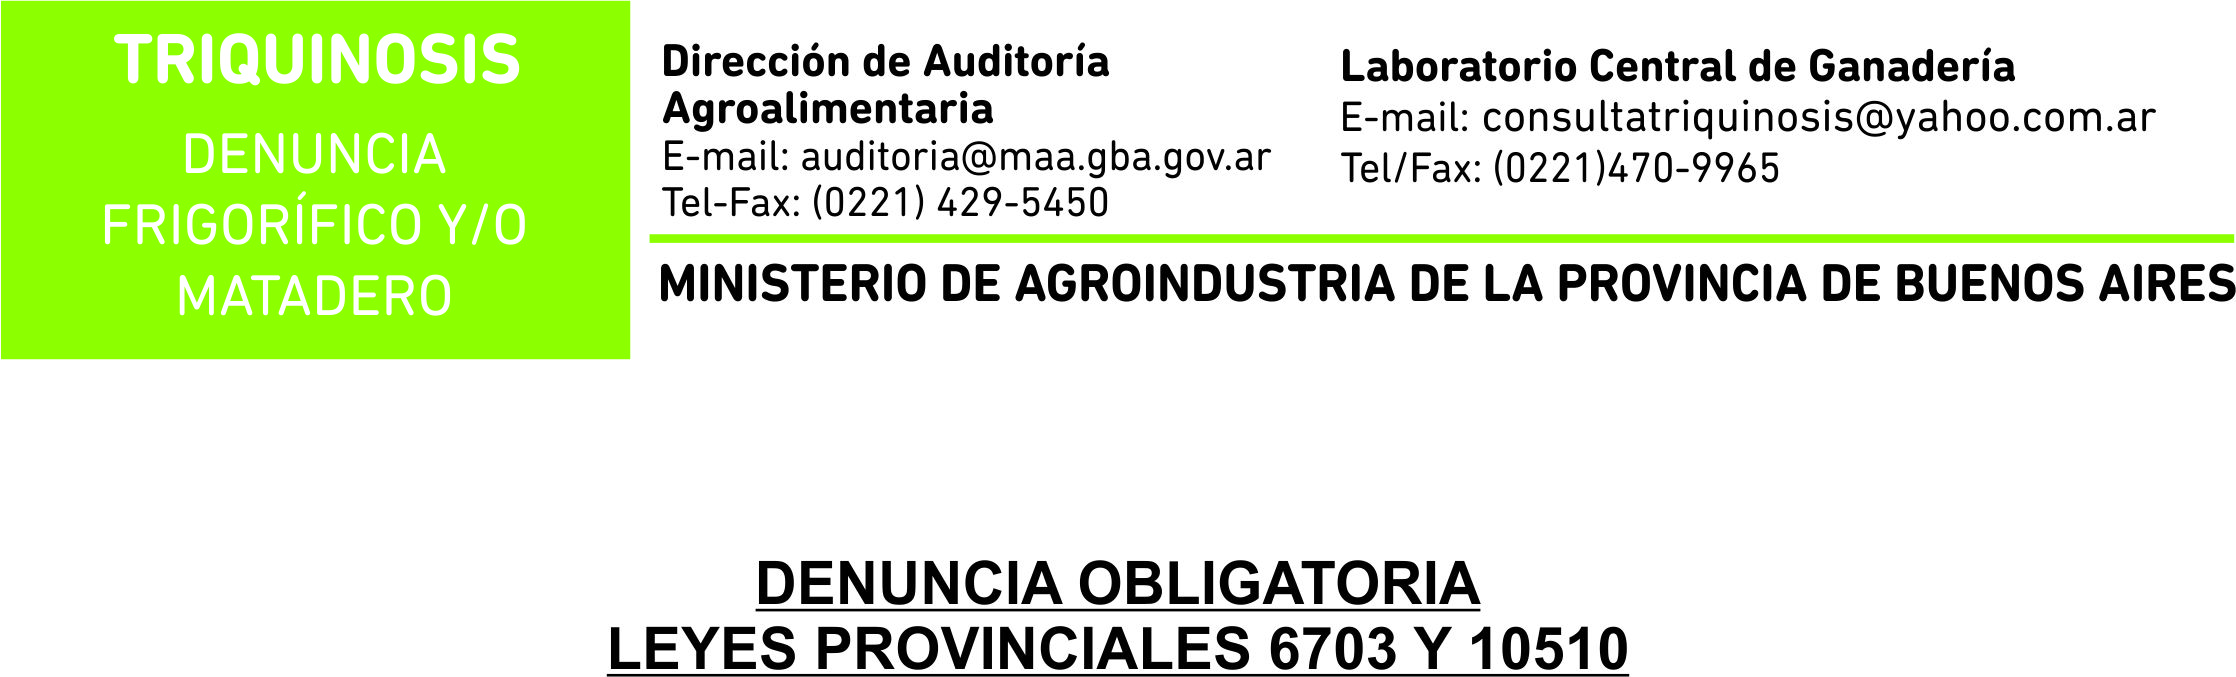 TRIQUINOSIS
DENUNCIA
FRIGORÍFICO Y/O
MATADERO
Dirección de Auditoría
Agroalimentaria
E-mail: auditoria@maa.gba.gov.ar
Tel-Fax: (0221) 429-5450
Laboratorio Central de Ganadería
E-mail: consultatriquinosis@yahoo.com.ar
Tel/Fax: (0221)470-9965
MINISTERIO DE AGROINDUSTRIA DE LA PROVINCIA DE BUENOS AIRES
DENUNCIA OBLIGATORIA
LEYES PROVINCIALES 6703 Y 10510